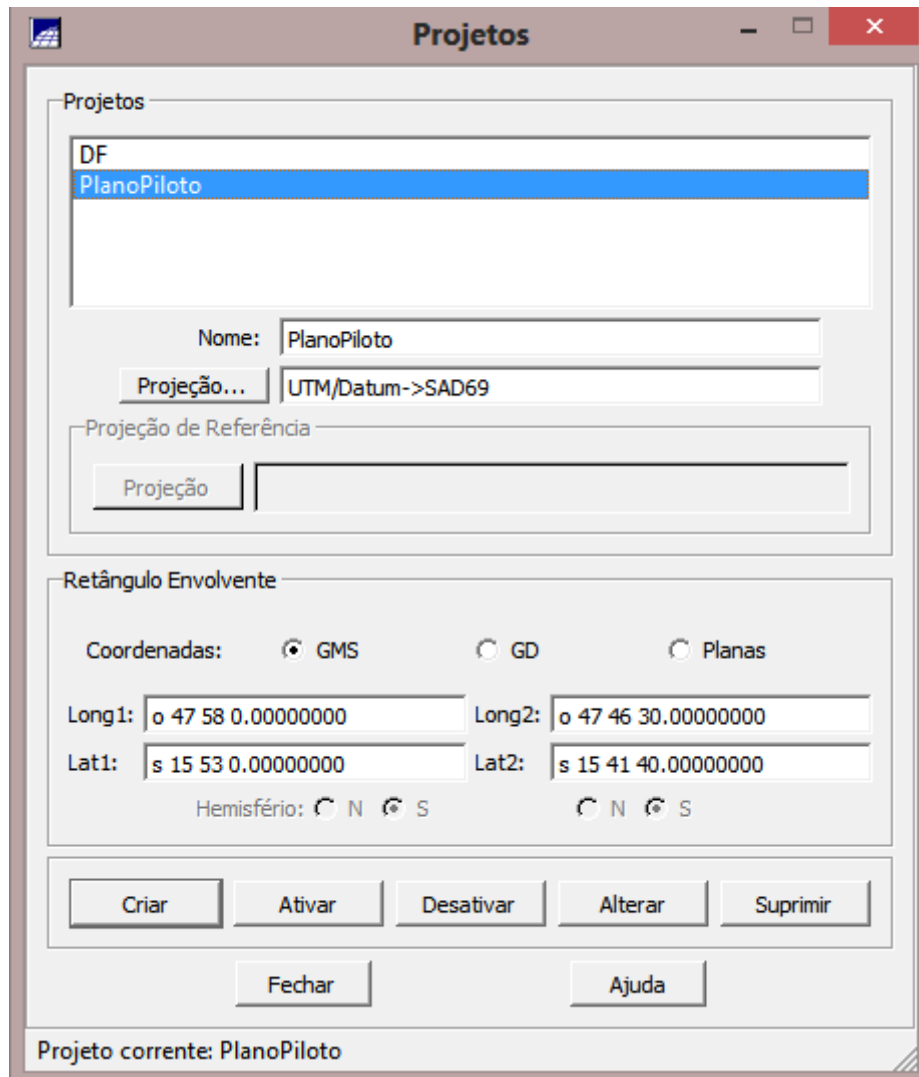 Projetos
Projetos
DF
PlanoPiloto
Nome: PlanoPiloto
Projeção... UTM/Datum->SAD69
Projeção de Referência
Projeção
Retângulo Envolvente
Coordenadas: GMS GD Planas
Long1: o 47 58 0.00000000 Long2: o 47 46 30.00000000
Lat1: s 15 53 0.00000000 Lat2: s 15 41 40.00000000
Hemisfério: N S N S
Criar Ativar Desativar Alterar Suprimir
Fechar Ajuda
Projeto corrente: PlanoPiloto